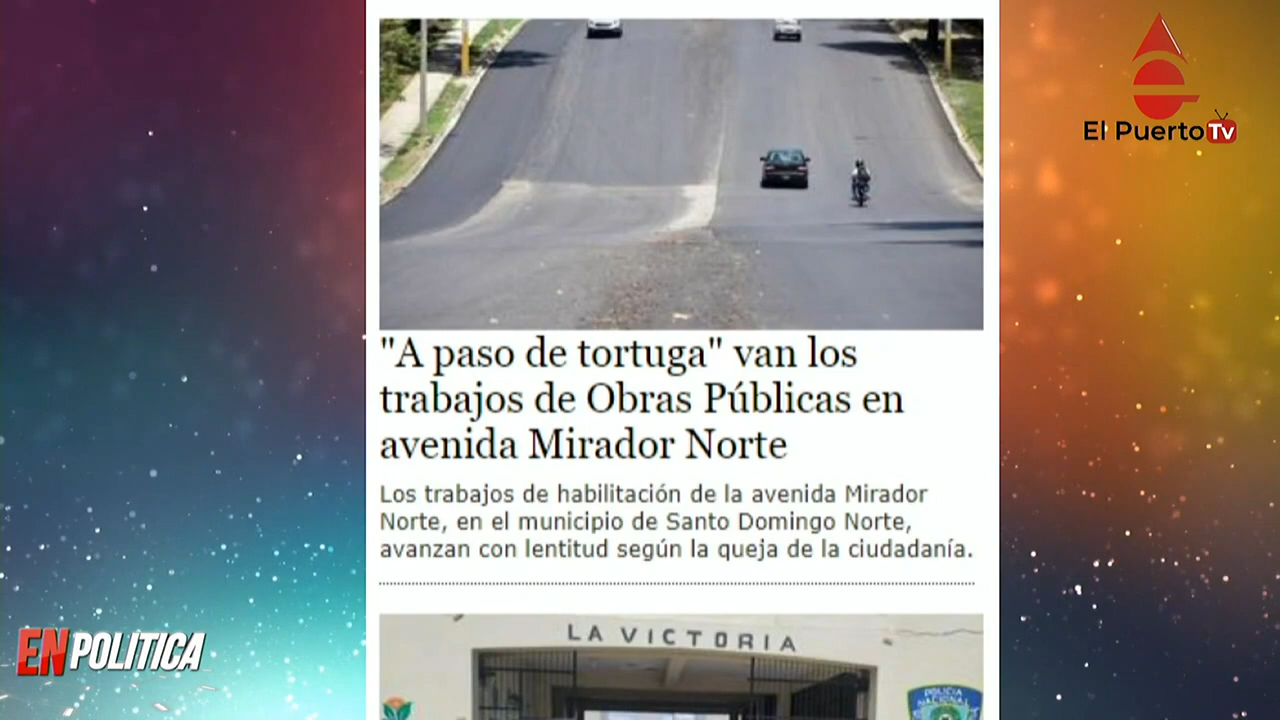 El Puerto Tv
"A paso de tortuga" van los
trabajos de Obras Públicas en
avenida Mirador Norte
Los trabajos de habilitación de la avenida Mirador
Norte, en el municipio de Santo Domingo Norte,
avanzan con lentitud según la queja de la ciudadanía.
LA VICTORIA
POLICIA
NACIONAL
EN POLITICA